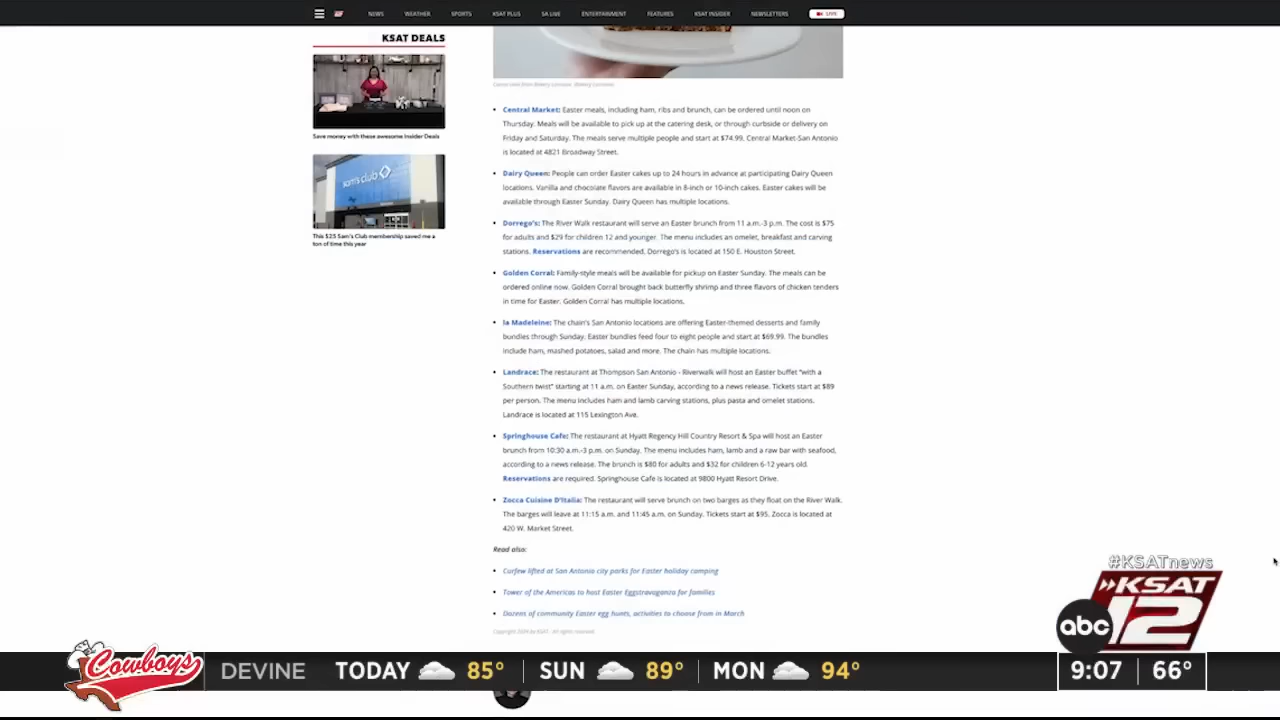 NEWS WEATHER SPORTS KSAT PLUS SA LIVE ENTERTAINMENT FEATURES KSAT INSIDER NEWSLETTERS LIVE
KSAT DEALS
sam's club
Save money with these awesome Insider Deals
This $25 Sam's Club membership saved me a
ton of time this year
Central Market: Easter meals, including ham, ribs and brunch, can be ordered until noon on
Thursday. Meals will be available to pick up at the catering desk, or through curbside or delivery on
Friday and Saturday. The meals serve multiple people and start at $74.99. Central Market-San Antonio
is located at 4821 Broadway Street.
Dairy Queen: People can order Easter cakes up to 24 hours in advance at participating Dairy Queen
locations. Vanilla and chocolate flavors are available in 8-inch or 10-inch cakes. Easter cakes will be
available through Easter Sunday. Dairy Queen has multiple locations.
Dorrego's: The River Walk restaurant will serve an Easter brunch from 11 a.m.-3 p.m. The cost is $75
for adults and $29 for children 12 and younger. The menu includes an omelet, breakfast and carving
stations. Reservations are recommended. Dorrego's is located at 150 E. Houston Street.
Golden Corral: Family-style meals will be available for pickup on Easter Sunday. The meals can be
ordered online now. Golden Corral brought back butterfly shrimp and three flavors of chicken tenders
in time for Easter. Golden Corral has multiple locations.
la Madeleine: The chain's San Antonio locations are offering Easter-themed desserts and family
bundles through Sunday. Easter bundles feed four to eight people and start at $69.99. The bundles
include ham, mashed potatoes, salad and more. The chain has multiple locations.
Landrace: The restaurant at Thompson San Antonio - Riverwalk will host an Easter buffet "with a
Southern twist" starting at 11 a.m. on Easter Sunday, according to a news release. Tickets start at $89
per person. The menu includes ham and lamb carving stations, plus pasta and omelet stations.
Landrace is located at 115 Lexington Ave.
Springhouse Cafe: The restaurant at Hyatt Regency Hill Country Resort & Spa will host an Easter
brunch from 10:30 a.m.-3 p.m. on Sunday. The menu includes ham, lamb and a raw bar with seafood,
according to a news release. The brunch is $80 for adults and $32 for children 6-12 years old.
Reservations are required. Springhouse Cafe is located at 9800 Hyatt Resort Drive.
Zocca Cuisine D'Italia: The restaurant will serve brunch on two barges as they float on the River Walk.
The barges will leave at 11:15 a.m. and 11:45 a.m. on Sunday. Tickets start at $95. Zocca is located at
420 W. Market Street.
Read also:
Curfew lifted at San Antonio city parks for Easter holiday camping
Tower of the Americas to host Easter Eggstravaganza for families
Dozens of community Easter egg hunts, activities to choose from in March
Copyright 2024 by KSAT - All rights reserved.
#KSATnews
KSAT
abc 12
Cowboys DEVINE TODAY 85° SUN 89° MON 94° 9:07 66°